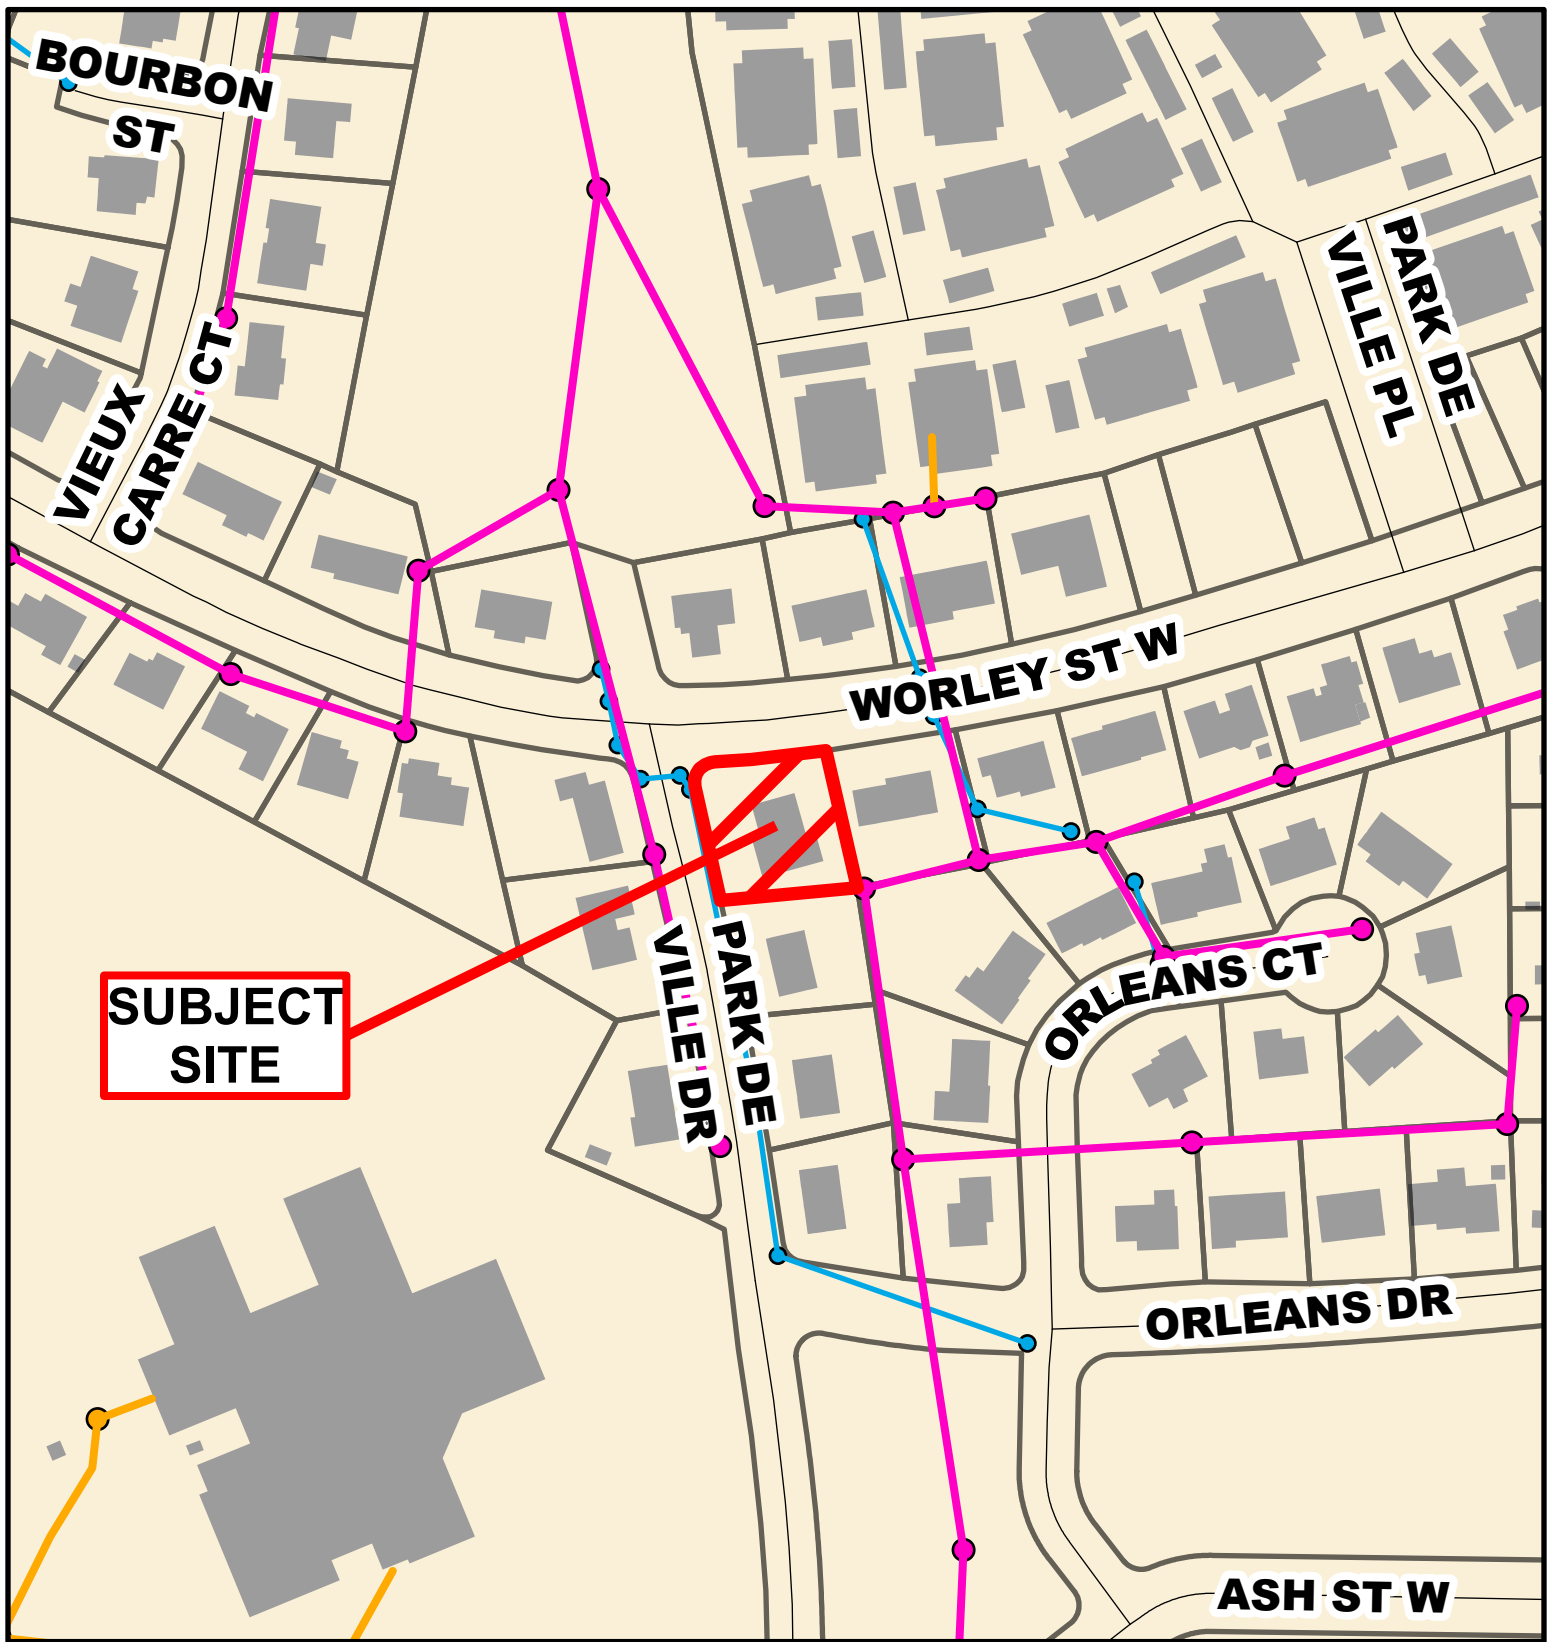 BOURBON
ST
VIEUX
CARRE CT
PARK DE
VILLE PL
WORLEY ST W
SUBJECT
SITE
PARK DE
VILLE DR
ORLEANS CT
ORLEANS DR
ASH ST W